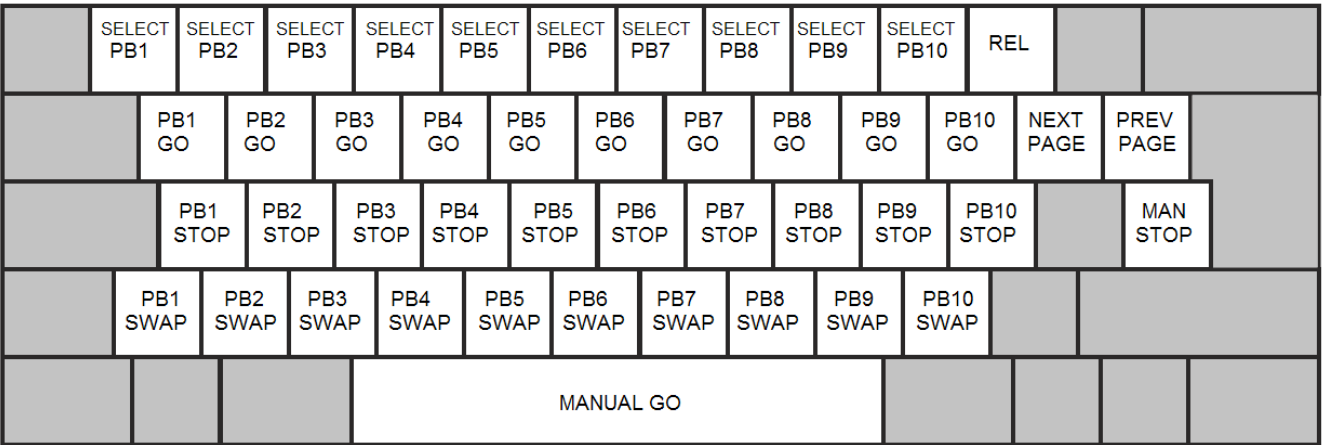 SELECT
PB1
SELECT
PB2
SELECT
PB3
SELECT
PB4
SELECT
PB5
SELECT
PB6
SELECT
PB7
SELECT
PB8
SELECT
PB9
SELECT
PB10
REL
PB1
GO
PB2
GO
PB3
GO
PB4
GO
PB5
GO
PB6
GO
PB7
GO
PB8
GO
PB9
GO
PB10
GO
NEXT
PAGE
PREV
PAGE
PB1
STOP
PB2
STOP
PB3
STOP
PB4
STOP
PB5
STOP
PB6
STOP
PB7
STOP
PB8
STOP
PB9
STOP
PB10
STOP
MAN
STOP
PB1
SWAP
PB2
SWAP
PB3
SWAP
PB4
SWAP
PB5
SWAP
PB6
SWAP
PB7
SWAP
PB8
SWAP
PB9
SWAP
PB10
SWAP
MANUAL GO